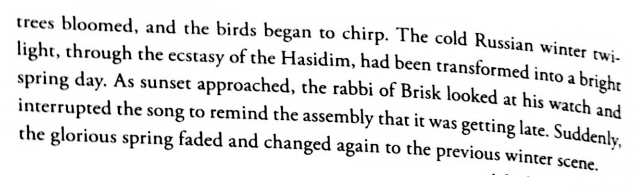 trees bloomed, and the birds began to chirp. The cold Russian winter twi-
light, through the ecstasy of the Hasidim, had been transformed into a bright
spring day. As sunset approached, the rabbi of Brisk looked at his watch and
interrupted the song to remind the assembly that it was getting late. Suddenly,
the glorious spring faded and changed again to the previous winter scene.